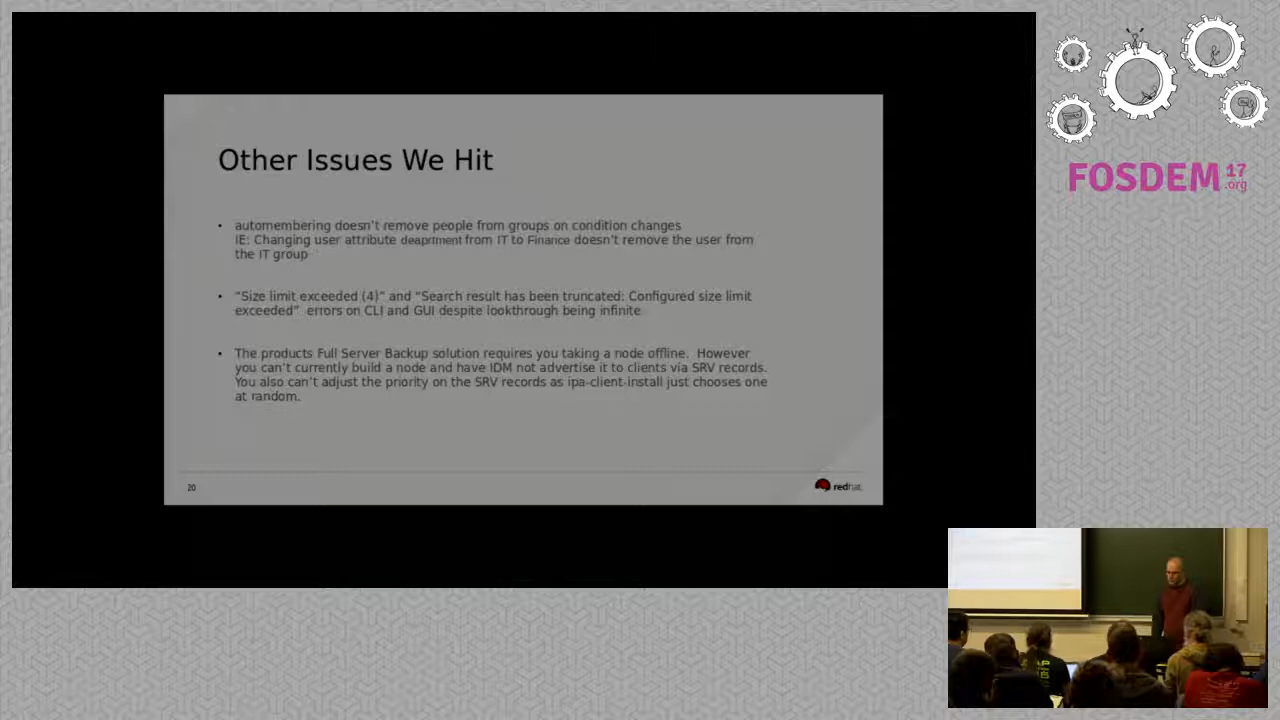 Other Issues We Hit
• automembering doesn't remove people from groups on condition changes
IE: Changing user attribute deaprtment from IT to Finance doesn't remove the user from
the IT group
• "Size limit exceeded (4)" and "Search result has been truncated: Configured size limit
exceeded" errors on CLI and GUI despite lookthrough being infinite
• The products Full Server Backup solution requires you taking a node offline. However
you can't currently build a node and have IDM not advertise it to clients via SRV records.
You also can't adjust the priority on the SRV records as ipa-client-install just chooses one
at random.
20
redhat.
FOSDEM 17
.org